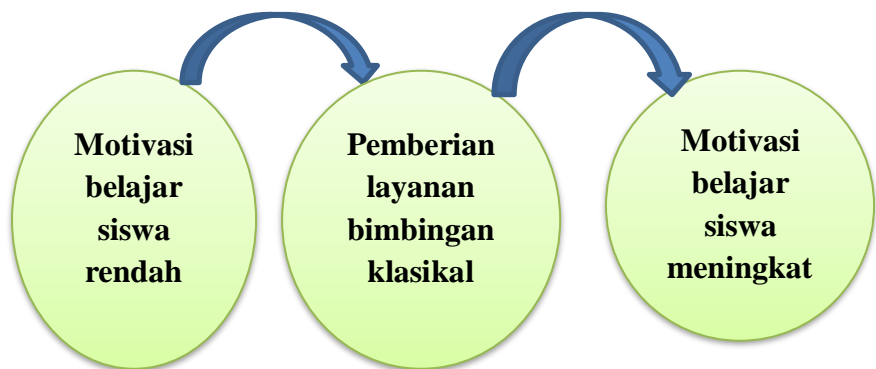 Motivasi
belajar
siswa
rendah
Pemberian
layanan
bimbingan
klasikal
Motivasi
belajar
siswa
meningkat